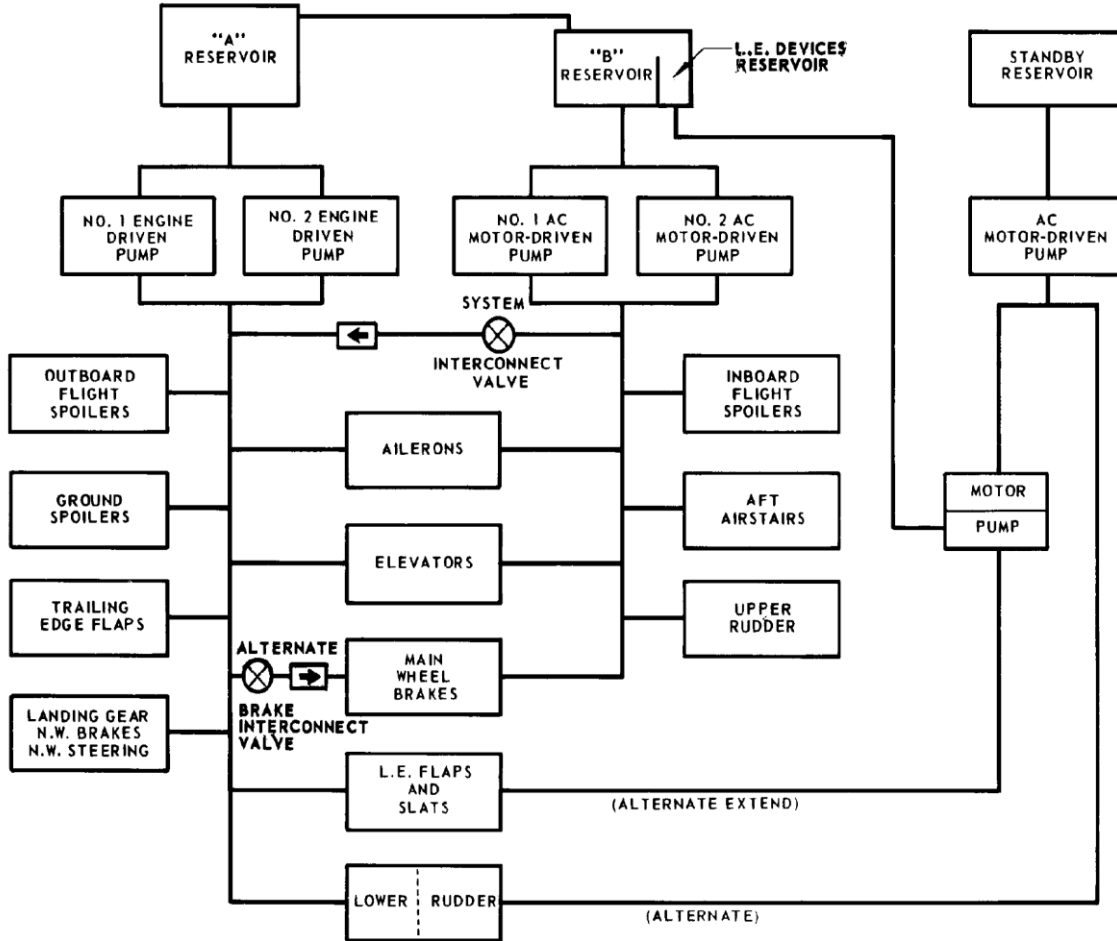 "A"
RESERVOIR
"B"
RESERVOIR
L.E. DEVICES
RESERVOIR
STANDBY
RESERVOIR
NO. 1 ENGINE
DRIVEN
PUMP
NO. 2 ENGINE
DRIVEN
PUMP
NO. 1 AC
MOTOR-DRIVEN
PUMP
NO. 2 AC
MOTOR-DRIVEN
PUMP
AC
MOTOR-DRIVEN
PUMP
SYSTEM
INTERCONNECT
VALVE
OUTBOARD
FLIGHT
SPOILERS
INBOARD
FLIGHT
SPOILERS
AILERONS
GROUND
SPOILERS
AFT
AIRSTAIRS
MOTOR
PUMP
ELEVATORS
TRAILING
EDGE FLAPS
UPPER
RUDDER
ALTERNATE
BRAKE
INTERCONNECT
VALVE
MAIN
WHEEL
BRAKES
LANDING GEAR
N.W. BRAKES
N.W. STEERING
L.E. FLAPS
AND
SLATS
(ALTERNATE EXTEND)
LOWER RUDDER
(ALTERNATE)